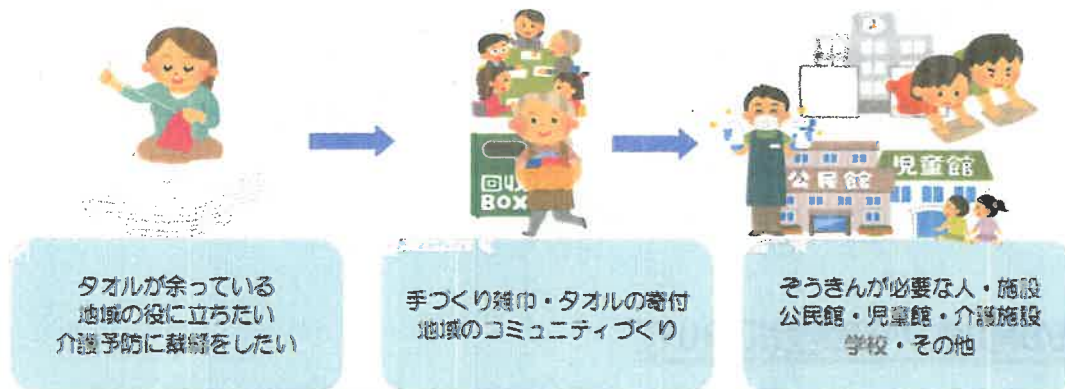 回収
BOX
公民館
児童館
タオルが余っている
地域の役に立ちたい
介護予防に裁縫をしたい
手づくり雑巾・タオルの寄付
地域のコミュニティづくり
ぞうきんが必要な人・施設
公民館・児童館・介護施設
学校・その他